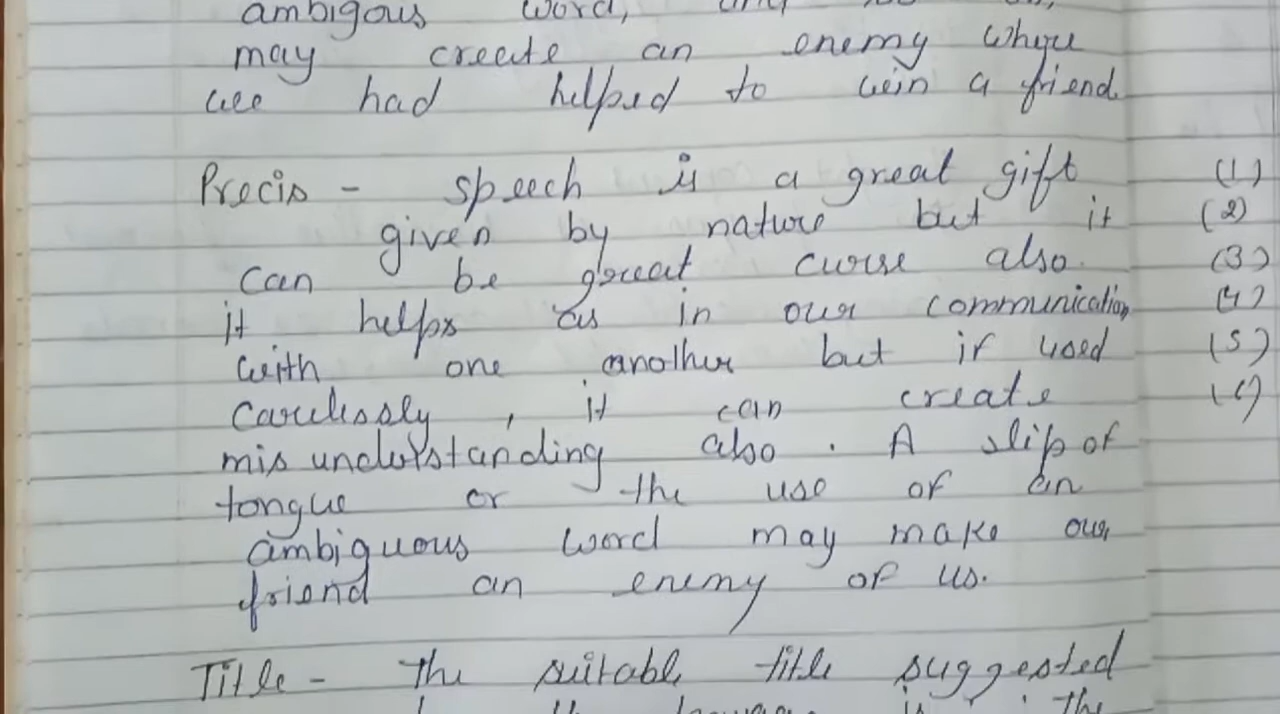 ambigous word,
may create an enemy where
we had helped to win a friend
Precis - speech is a great gift (1)
given by nature but it (2)
can be great curse also. (3)
it helps us in our communication (4)
with one another but if used (5)
carelessly, it can create (6)
misunderstanding also. A slip of
tongue or the use of an
ambiguous word may make our
friend an enemy of us.
Title - The suitable title suggested
is : the